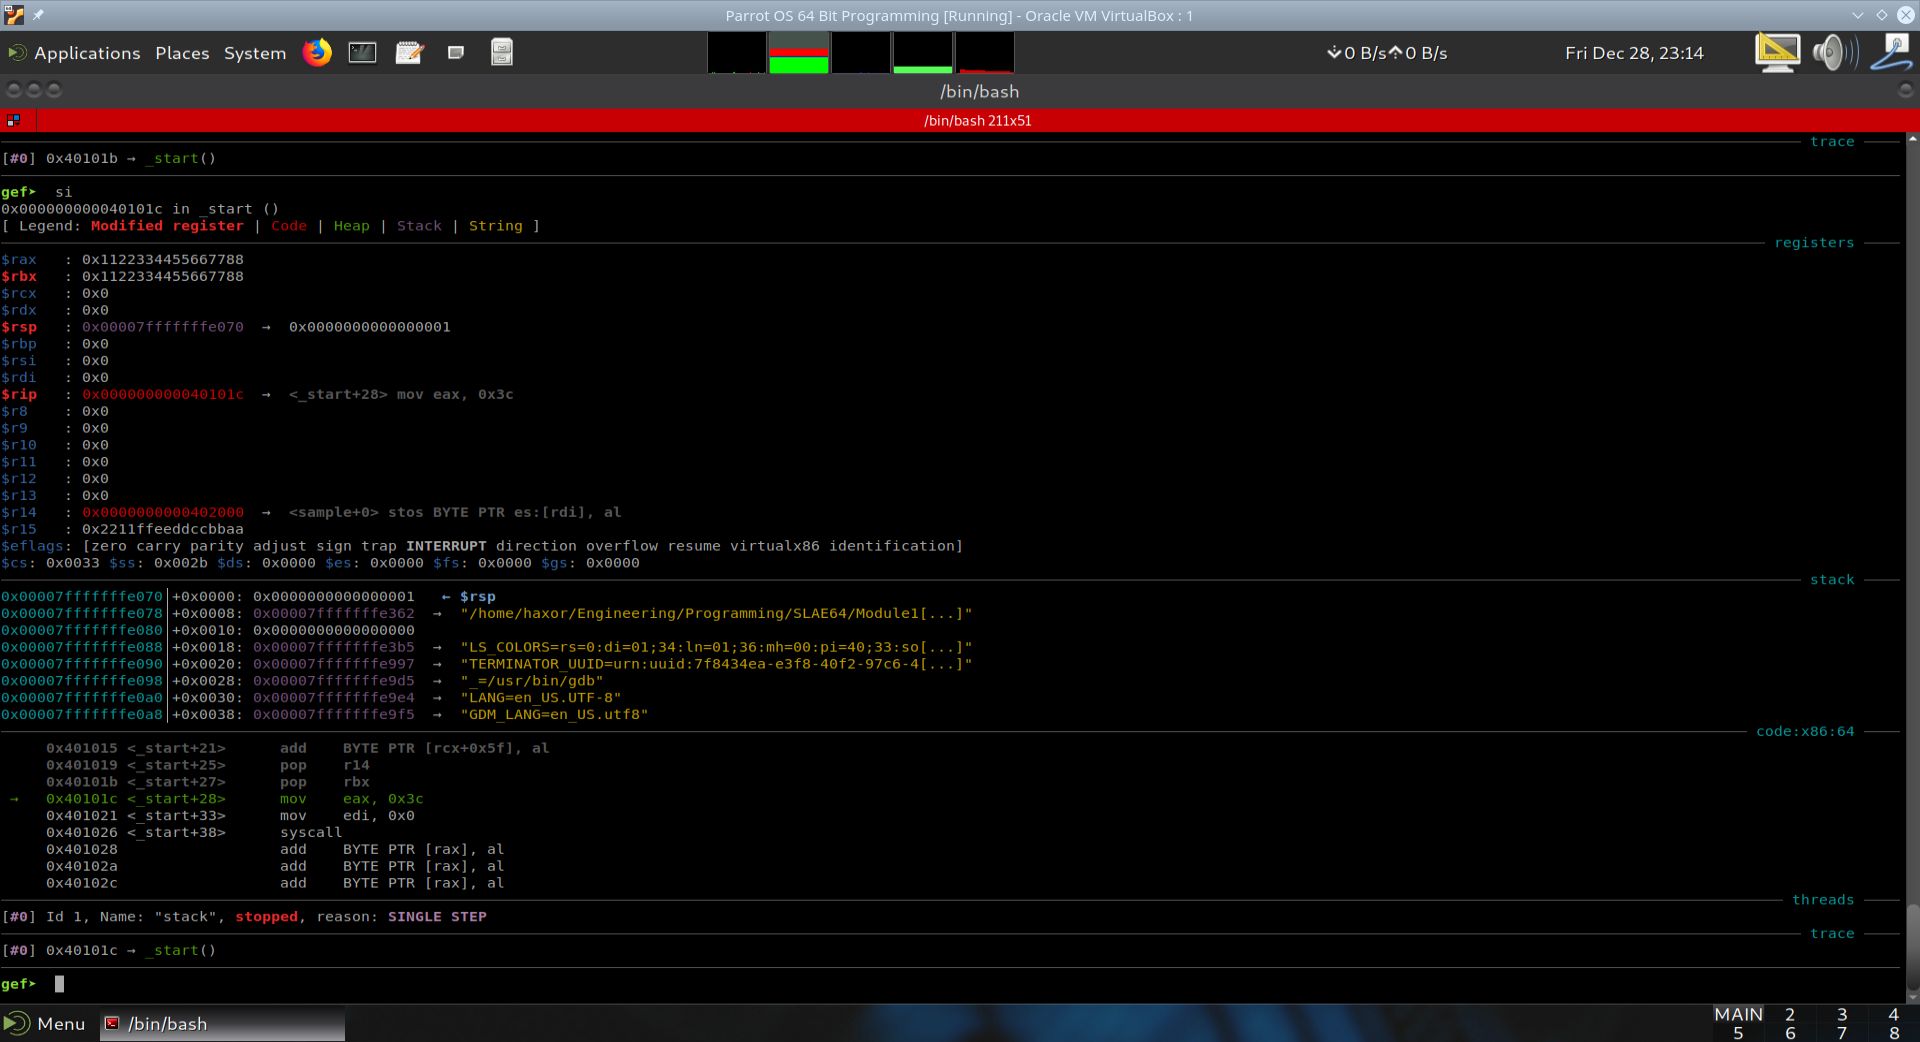 Parrot OS 64 Bit Programming [Running] - Oracle VM VirtualBox : 1
Applications Places System 0 B/s 0 B/s Fri Dec 28, 23:14
/bin/bash
/bin/bash 211x51
trace
[#0] 0x40101b → _start()
gef➤ si
0x000000000040101c in _start ()
[ Legend: Modified register | Code | Heap | Stack | String ]
registers
$rax : 0x1122334455667788
$rbx : 0x1122334455667788
$rcx : 0x0
$rdx : 0x0
$rsp : 0x00007fffffffe070 → 0x0000000000000001
$rbp : 0x0
$rsi : 0x0
$rdi : 0x0
$rip : 0x000000000040101c → <_start+28> mov eax, 0x3c
$r8 : 0x0
$r9 : 0x0
$r10 : 0x0
$r11 : 0x0
$r12 : 0x0
$r13 : 0x0
$r14 : 0x0000000000402000 → <sample+0> stos BYTE PTR es:[rdi], al
$r15 : 0x2211ffeeddccbbaa
$eflags: [zero carry parity adjust sign trap INTERRUPT direction overflow resume virtualx86 identification]
$cs: 0x0033 $ss: 0x002b $ds: 0x0000 $es: 0x0000 $fs: 0x0000 $gs: 0x0000
stack
0x00007fffffffe070│+0x0000: 0x0000000000000001 ← $rsp
0x00007fffffffe078│+0x0008: 0x00007fffffffe362 → "/home/haxor/Engineering/Programming/SLAE64/Module1[...]"
0x00007fffffffe080│+0x0010: 0x0000000000000000
0x00007fffffffe088│+0x0018: 0x00007fffffffe3b5 → "LS_COLORS=rs=0:di=01;34:ln=01;36:mh=00:pi=40;33:so[...]"
0x00007fffffffe090│+0x0020: 0x00007fffffffe997 → "TERMINATOR_UUID=urn:uuid:7f8434ea-e3f8-40f2-97c6-4[...]"
0x00007fffffffe098│+0x0028: 0x00007fffffffe9d5 → "_=/usr/bin/gdb"
0x00007fffffffe0a0│+0x0030: 0x00007fffffffe9e4 → "LANG=en_US.UTF-8"
0x00007fffffffe0a8│+0x0038: 0x00007fffffffe9f5 → "GDM_LANG=en_US.utf8"
code:x86:64
0x401015 <_start+21> add BYTE PTR [rcx+0x5f], al
0x401019 <_start+25> pop r14
0x40101b <_start+27> pop rbx
→ 0x40101c <_start+28> mov eax, 0x3c
0x401021 <_start+33> mov edi, 0x0
0x401026 <_start+38> syscall
0x401028 add BYTE PTR [rax], al
0x40102a add BYTE PTR [rax], al
0x40102c add BYTE PTR [rax], al
threads
[#0] Id 1, Name: "stack", stopped, reason: SINGLE STEP
trace
[#0] 0x40101c → _start()
gef➤
Menu /bin/bash MAIN 2 3 4
5 6 7 8